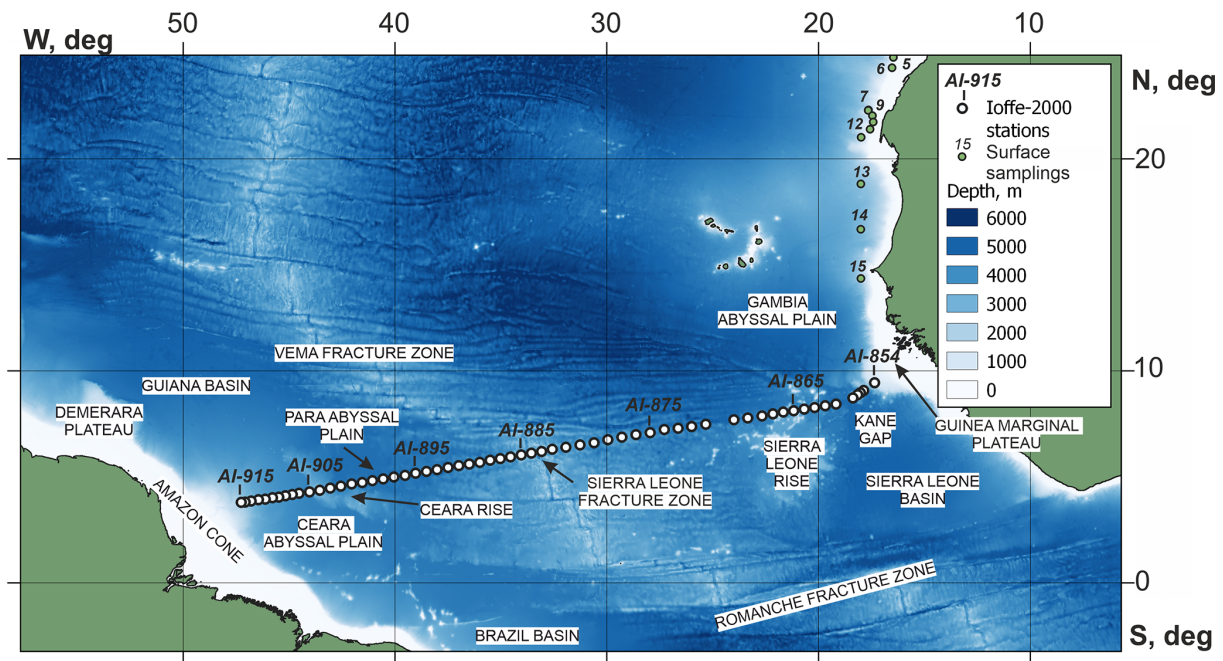 50
40
30
20
10
W, deg
N, deg
6
5
7
9
12
13
14
15
AI-915
Ioffe-2000
stations
15
Surface
samplings
Depth, m
6000
5000
4000
3000
2000
1000
0
20
10
0
S, deg
GAMBIA
ABYSSAL PLAIN
VEMA FRACTURE ZONE
GUIANA BASIN
DEMERARA
PLATEAU
PARA ABYSSAL
PLAIN
AI-854
AI-865
AI-875
AI-885
AI-895
AI-905
AI-915
KANE
GAP
GUINEA MARGINAL
PLATEAU
SIERRA
LEONE
RISE
SIERRA LEONE
BASIN
SIERRA LEONE
FRACTURE ZONE
CEARA RISE
CEARA
ABYSSAL PLAIN
AMAZON CONE
ROMANCHE FRACTURE ZONE
BRAZIL BASIN